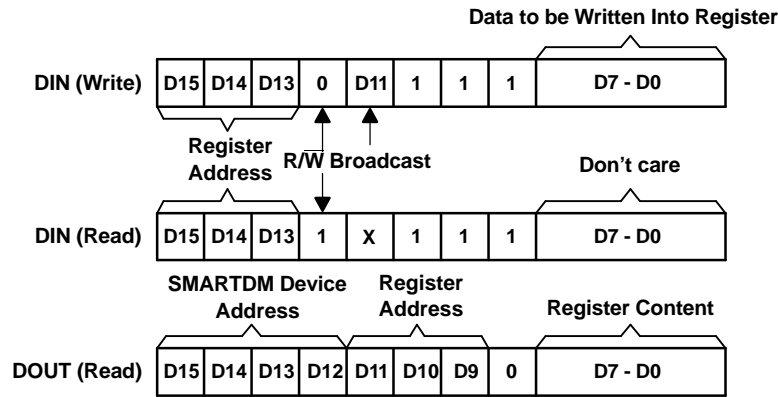 Data to be Written Into Register
DIN (Write) D15 D14 D13 0 D11 1 1 1 D7 - D0
Register
Address
R/W̅ Broadcast
Don't care
DIN (Read) D15 D14 D13 1 X 1 1 1 D7 - D0
SMARTDM Device
Address
Register
Address
Register Content
DOUT (Read) D15 D14 D13 D12 D11 D10 D9 0 D7 - D0